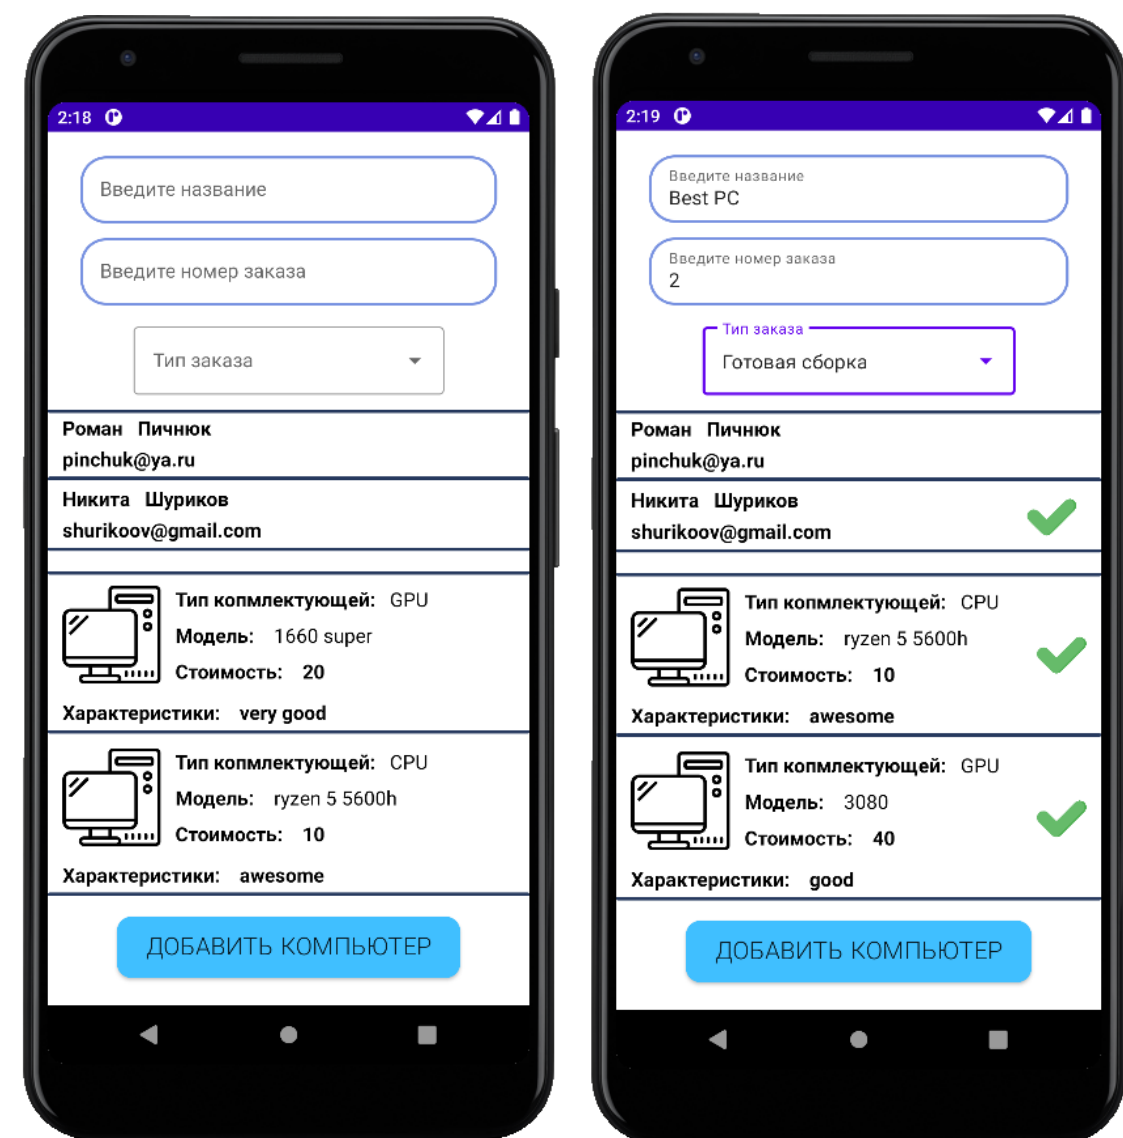 2:18
Введите название
Введите номер заказа
Тип заказа
Роман Пичнюк
pinchuk@ya.ru
Никита Шуриков
shurikoov@gmail.com
Тип копмлектующей: GPU
Модель: 1660 super
Стоимость: 20
Характеристики: very good
Тип копмлектующей: CPU
Модель: ryzen 5 5600h
Стоимость: 10
Характеристики: awesome
ДОБАВИТЬ КОМПЬЮТЕР
2:19
Введите название
Best PC
Введите номер заказа
2
Тип заказа
Готовая сборка
Роман Пичнюк
pinchuk@ya.ru
Никита Шуриков
shurikoov@gmail.com
Тип копмлектующей: CPU
Модель: ryzen 5 5600h
Стоимость: 10
Характеристики: awesome
Тип копмлектующей: GPU
Модель: 3080
Стоимость: 40
Характеристики: good
ДОБАВИТЬ КОМПЬЮТЕР